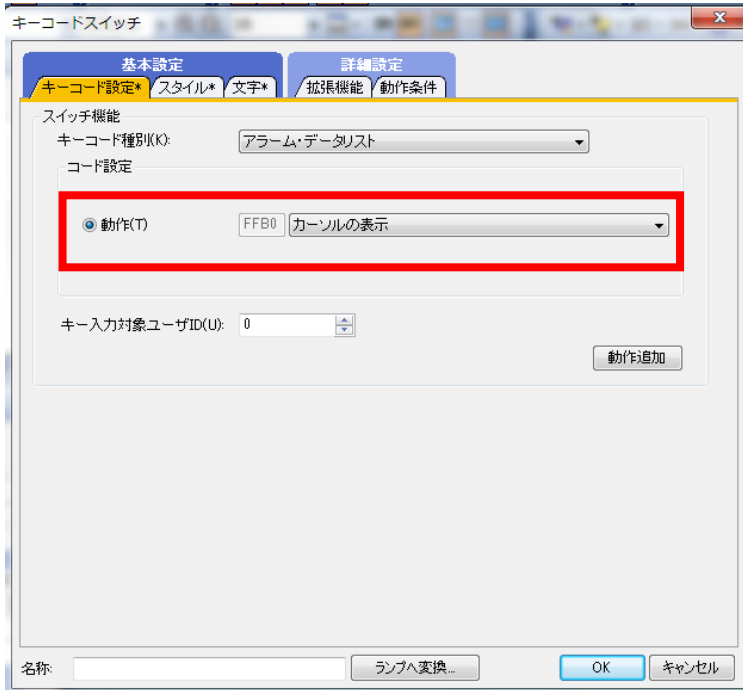 キーコードスイッチ
基本設定 詳細設定
キーコード設定* スタイル* 文字* 拡張機能 動作条件
スイッチ機能
キーコード種別(K): アラーム・データリスト
コード設定
動作(T) FFB0 カーソルの表示
キー入力対象ユーザID(U): 0
動作追加
名称: ランプへ変換... OK キャンセル